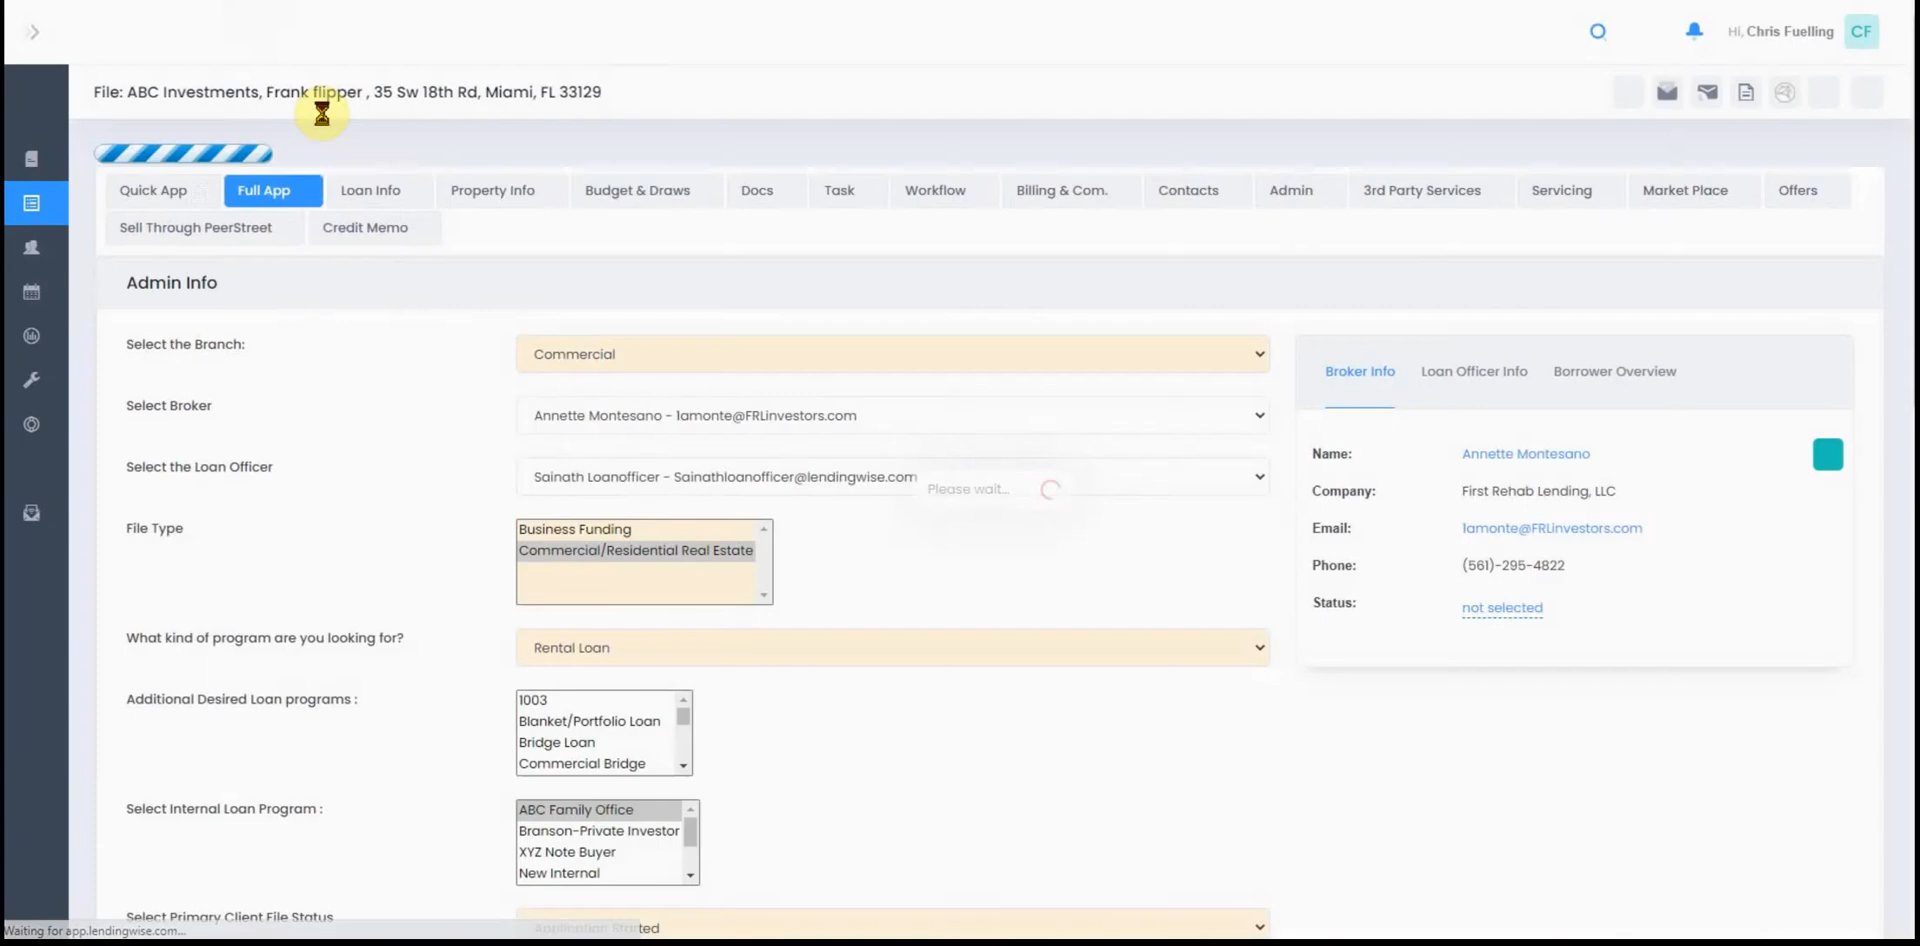 Hi, Chris Fuelling CF
File: ABC Investments, Frank flipper , 35 Sw 18th Rd, Miami, FL 33129
Quick App Full App Loan Info Property Info Budget & Draws Docs Task Workflow Billing & Com. Contacts Admin 3rd Party Services Servicing Market Place Offers
Sell Through PeerStreet Credit Memo
Admin Info
Select the Branch:
Commercial
Select Broker
Annette Montesano - 1amonte@FRLinvestors.com
Select the Loan Officer
Sainath Loanofficer - Sainathloanofficer@lendingwise.com
Please wait...
File Type
Business Funding
Commercial/Residential Real Estate
What kind of program are you looking for?
Rental Loan
Additional Desired Loan programs :
1003
Blanket/Portfolio Loan
Bridge Loan
Commercial Bridge
Select Internal Loan Program :
ABC Family Office
Branson-Private Investor
XYZ Note Buyer
New Internal
Select Primary Client File Status
Application Started
Broker Info Loan Officer Info Borrower Overview
Name: Annette Montesano
Company: First Rehab Lending, LLC
Email: 1amonte@FRLinvestors.com
Phone: (561)-295-4822
Status: not selected
Waiting for app.lendingwise.com...